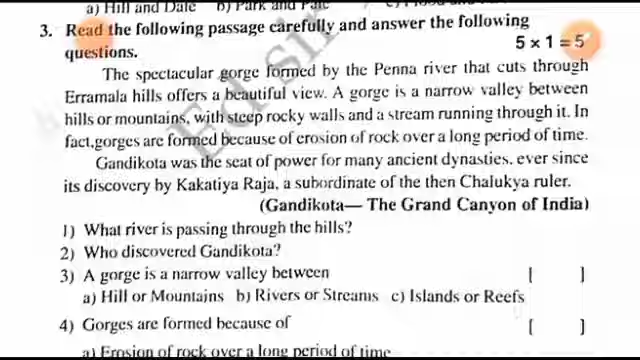 a) Hill and Dale b) Park and Pale
3. Read the following passage carefully and answer the following
questions. 5 × 1 = 5
The spectacular gorge formed by the Penna river that cuts through
Erramala hills offers a beautiful view. A gorge is a narrow valley between
hills or mountains, with steep rocky walls and a stream running through it. In
fact,gorges are formed because of erosion of rock over a long period of time.
Gandikota was the seat of power for many ancient dynasties, ever since
its discovery by Kakatiya Raja, a subordinate of the then Chalukya ruler.
(Gandikota— The Grand Canyon of India)
1) What river is passing through the hills?
2) Who discovered Gandikota?
3) A gorge is a narrow valley between [ ]
a) Hill or Mountains b) Rivers or Streams c) Islands or Reefs
4) Gorges are formed because of [ ]
a) Erosion of rock over a long period of time
Ed sir